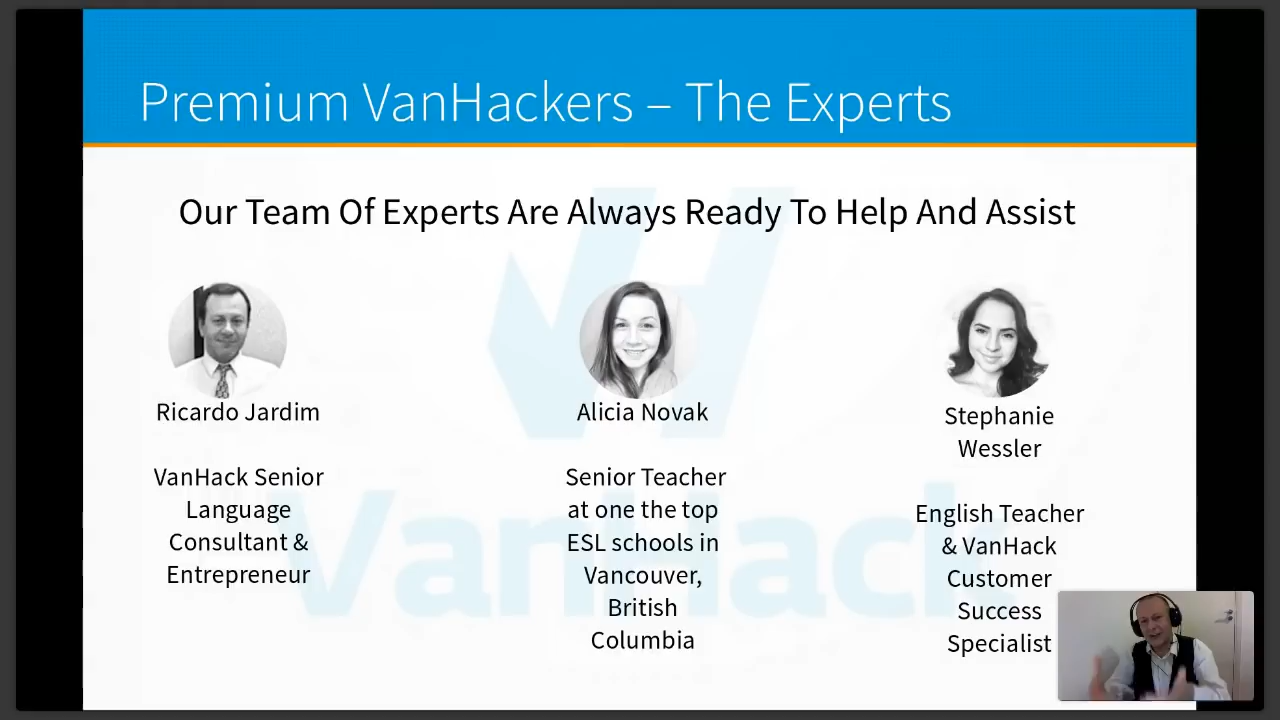 Premium VanHackers – The Experts
Our Team Of Experts Are Always Ready To Help And Assist
Ricardo Jardim
VanHack Senior
Language
Consultant &
Entrepreneur
Alicia Novak
Senior Teacher
at one the top
ESL schools in
Vancouver,
British
Columbia
Stephanie
Wessler
English Teacher
& VanHack
Customer
Success
Specialist
VanHack